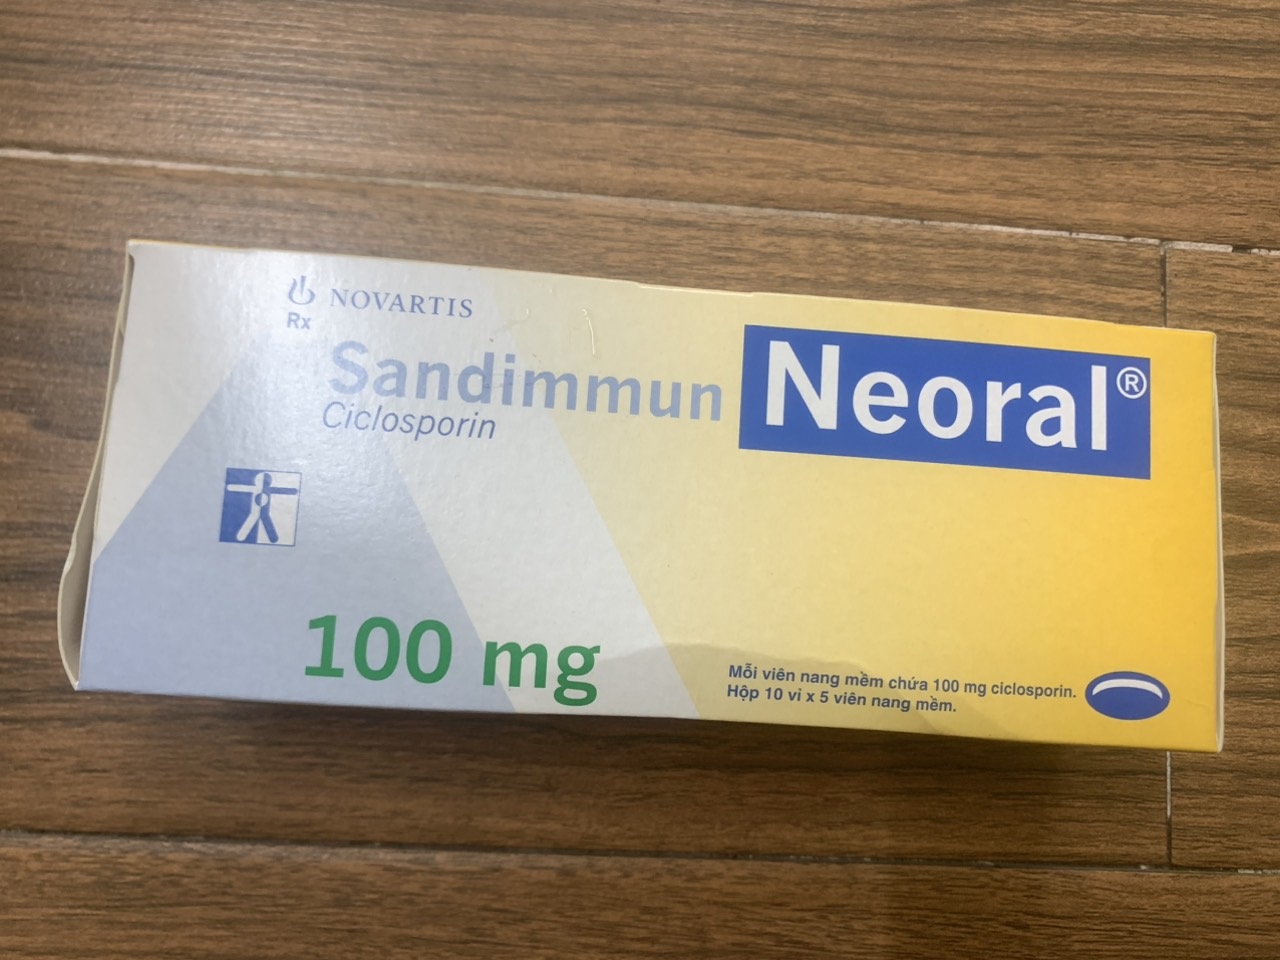 NOVARTIS
Rx
Sandimmun Neoral®
Ciclosporin
100 mg
Mỗi viên nang mềm chứa 100 mg ciclosporin.
Hộp 10 vỉ x 5 viên nang mềm.